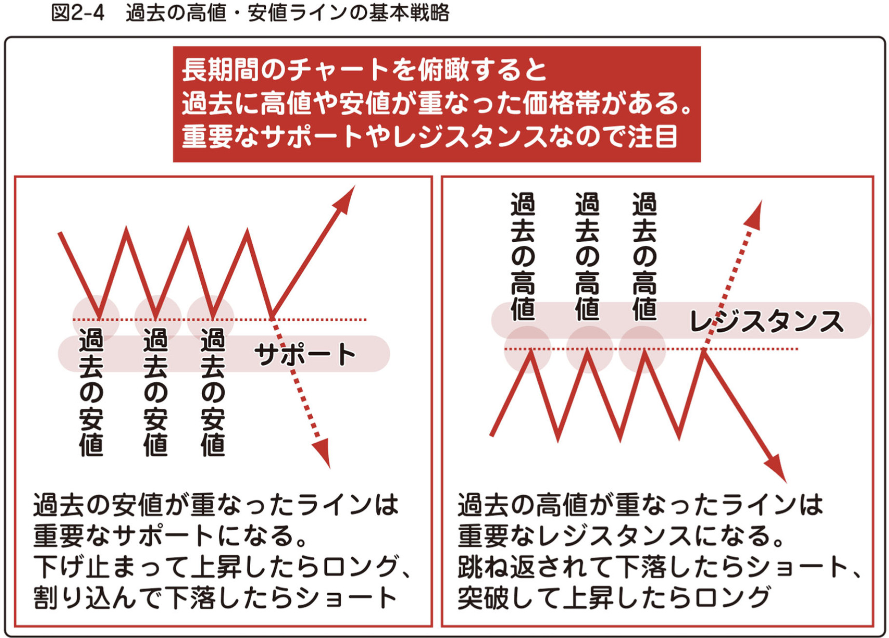 図2-4　過去の高値・安値ラインの基本戦略
長期間のチャートを俯瞰すると
過去に高値や安値が重なった価格帯がある。
重要なサポートやレジスタンスなので注目
過去の安値
過去の安値
過去の安値
サポート
過去の安値が重なったラインは
重要なサポートになる。
下げ止まって上昇したらロング、
割り込んで下落したらショート
過去の高値
過去の高値
過去の高値
レジスタンス
過去の高値が重なったラインは
重要なレジスタンスになる。
跳ね返されて下落したらショート、
突破して上昇したらロング